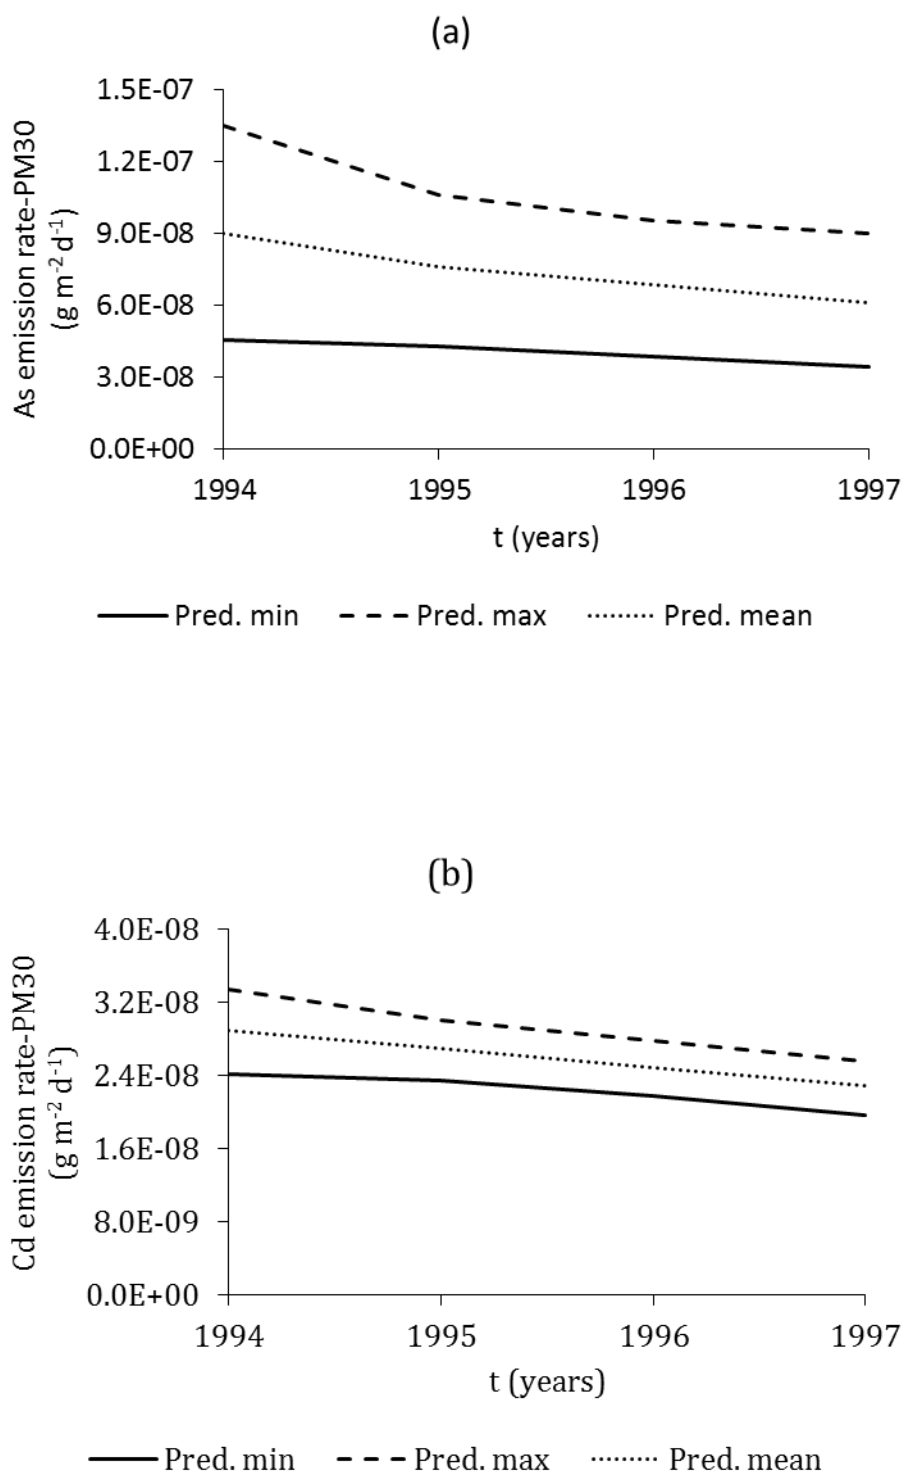 (a)
As emission rate-PM30
(g m⁻² d⁻¹)
1.5E-07
1.2E-07
9.0E-08
6.0E-08
3.0E-08
0.0E+00
1994 1995 1996 1997
t (years)
Pred. min Pred. max Pred. mean
(b)
Cd emission rate-PM30
(g m⁻² d⁻¹)
4.0E-08
3.2E-08
2.4E-08
1.6E-08
8.0E-09
0.0E+00
1994 1995 1996 1997
t (years)
Pred. min Pred. max Pred. mean